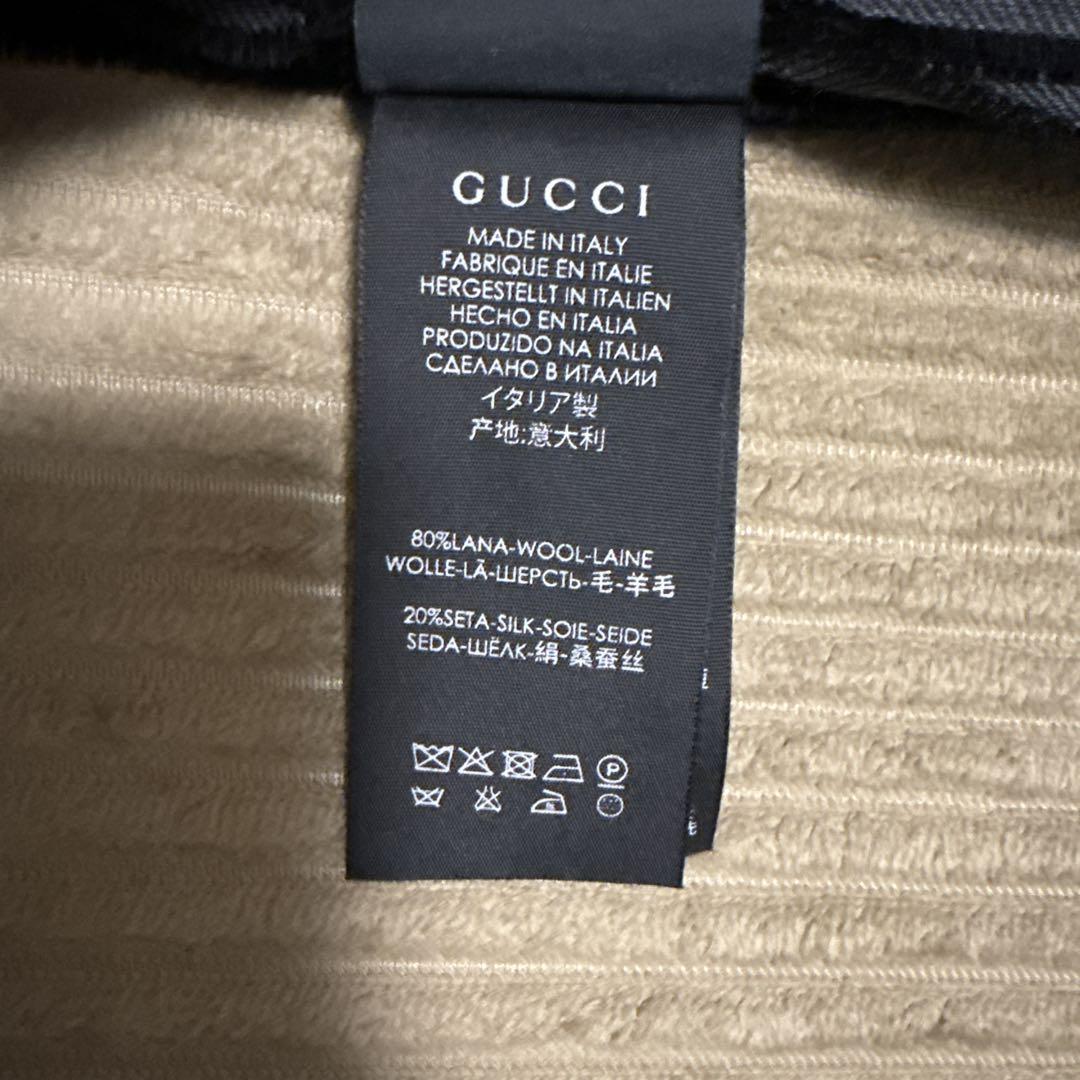 GUCCI
MADE IN ITALY
FABRIQUE EN ITALIE
HERGESTELLT IN ITALIEN
HECHO EN ITALIA
PRODUZIDO NA ITALIA
СДЕЛАНО В ИТАЛИИ
イタリア製
产地:意大利
80%LANA-WOOL-LAINE
WOLLE-LÃ-ШЕРСТЬ-毛-羊毛
20%SETA-SILK-SOIE-SEIDE
SEDA-ШЁЛК-絹-桑蚕丝
P